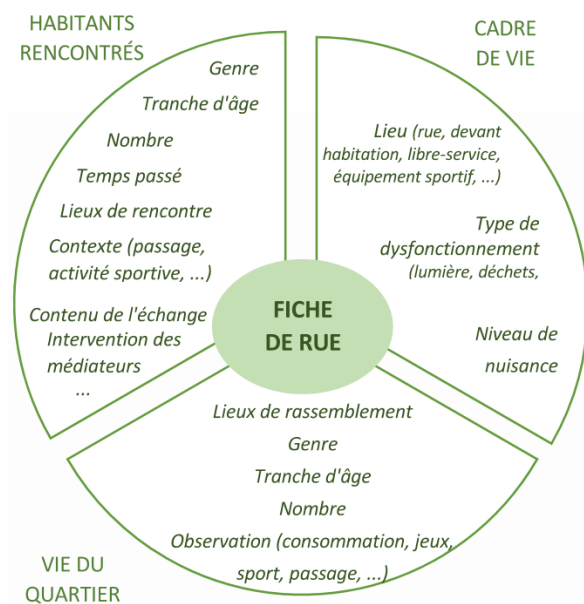 HABITANTS
RENCONTRÉS
Genre
Tranche d'âge
Nombre
Temps passé
Lieux de rencontre
Contexte (passage,
activité sportive, ...)
Contenu de l'échange
Intervention des
médiateurs
...
CADRE
DE VIE
Lieu (rue, devant
habitation, libre-service,
équipement sportif, ...)
Type de
dysfonctionnement
(lumière, déchets,
Niveau de
nuisance
FICHE
DE RUE
Lieux de rassemblement
Genre
Tranche d'âge
Nombre
Observation (consommation, jeux,
sport, passage, ...)
VIE DU
QUARTIER